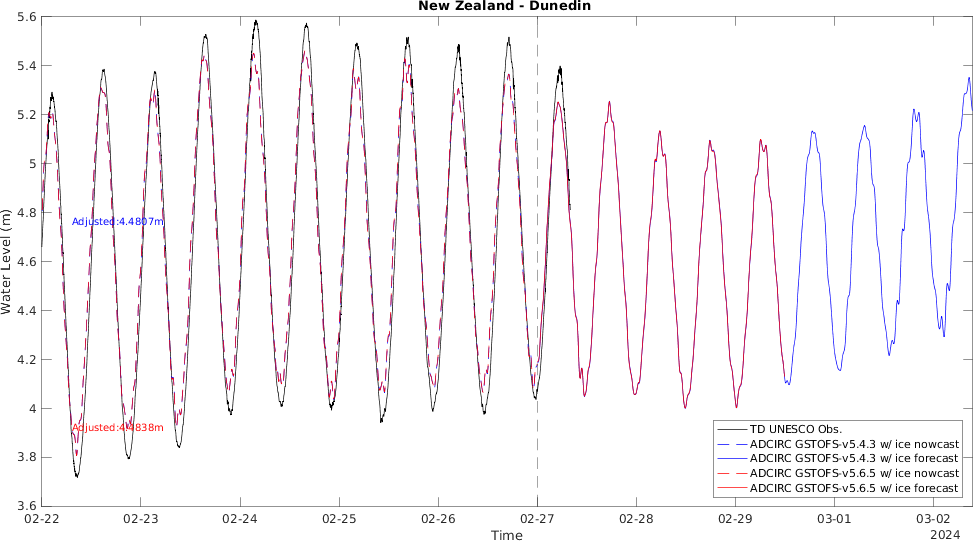 New Zealand - Dunedin
5.6
5.4
5.2
5
4.8
4.6
4.4
4.2
4
3.8
3.6
Water Level (m)
Adjusted:4.4807m
Adjusted:4.4838m
TD UNESCO Obs.
ADCIRC GSTOFS-v5.4.3 w/ ice nowcast
ADCIRC GSTOFS-v5.4.3 w/ ice forecast
ADCIRC GSTOFS-v5.6.5 w/ ice nowcast
ADCIRC GSTOFS-v5.6.5 w/ ice forecast
02-22 02-23 02-24 02-25 02-26 02-27 02-28 02-29 03-01 03-02
Time
2024